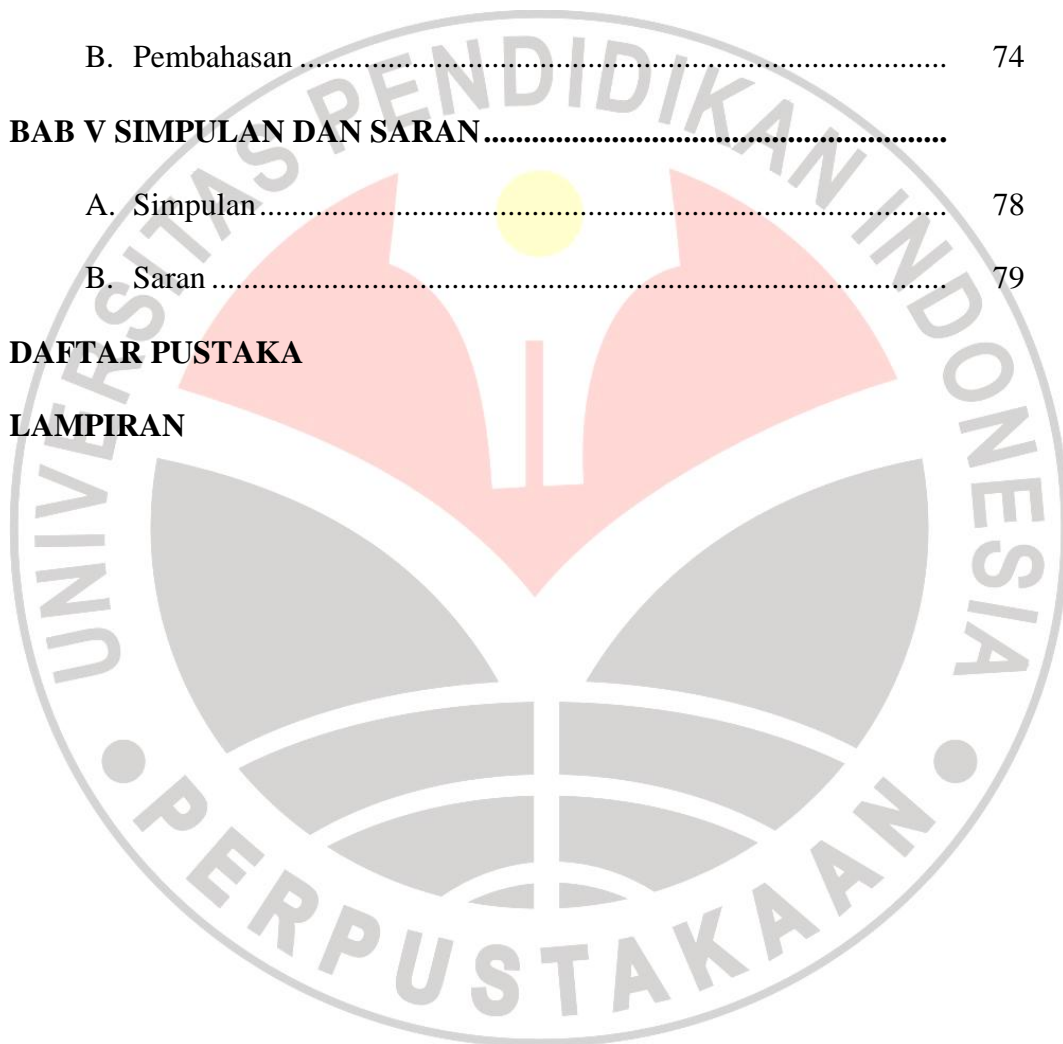 B. Pembahasan ................................................................................. 74
BAB V SIMPULAN DAN SARAN..........................................................
A. Simpulan...................................................................................... 78
B. Saran ............................................................................................ 79
DAFTAR PUSTAKA
LAMPIRAN
UNIVERSITAS PENDIDIKAN INDONESIA
PERPUSTAKAAN